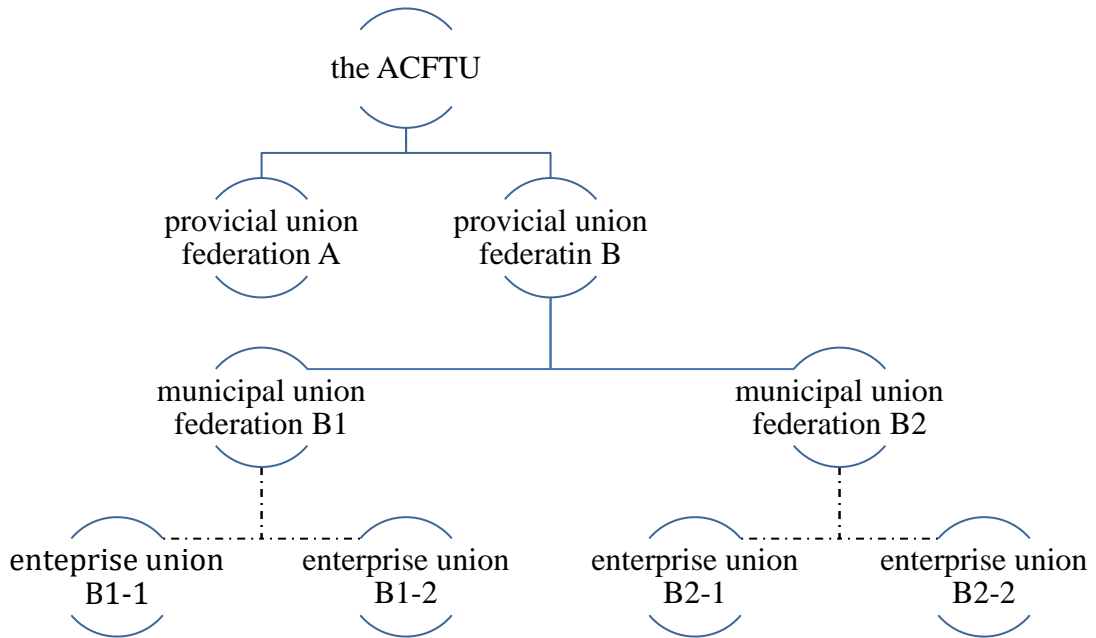 the ACFTU
provicial union
federation A
provicial union
federatin B
municipal union
federation B1
municipal union
federation B2
enteprise union
B1-1
enterprise union
B1-2
enterprise union
B2-1
enterprise union
B2-2